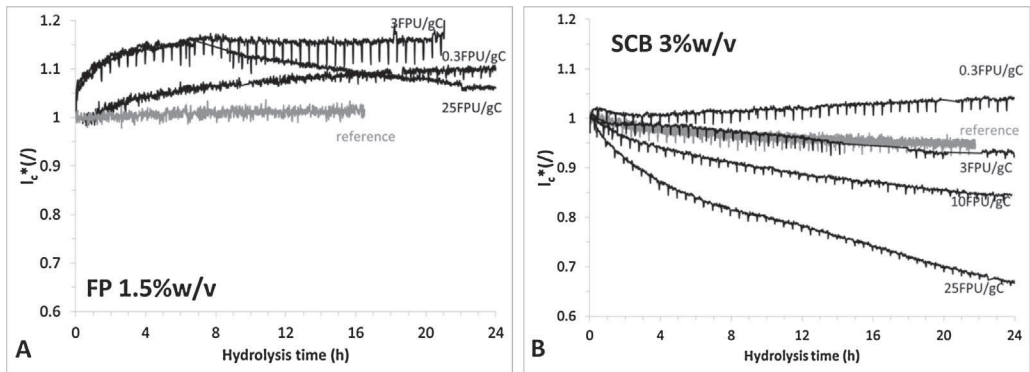 1.2
1.1
1
0.9
0.8
0.7
0.6
I_c*(/)
3FPU/gC
0.3FPU/gC
25FPU/gC
reference
FP 1.5%w/v
0 4 8 12 16 20 24
Hydrolysis time (h)
A
1.2
1.1
1
0.9
0.8
0.7
0.6
I_c*(/)
SCB 3%w/v
0.3FPU/gC
reference
3FPU/gC
10FPU/gC
25FPU/gC
0 4 8 12 16 20 24
Hydrolysis time (h)
B